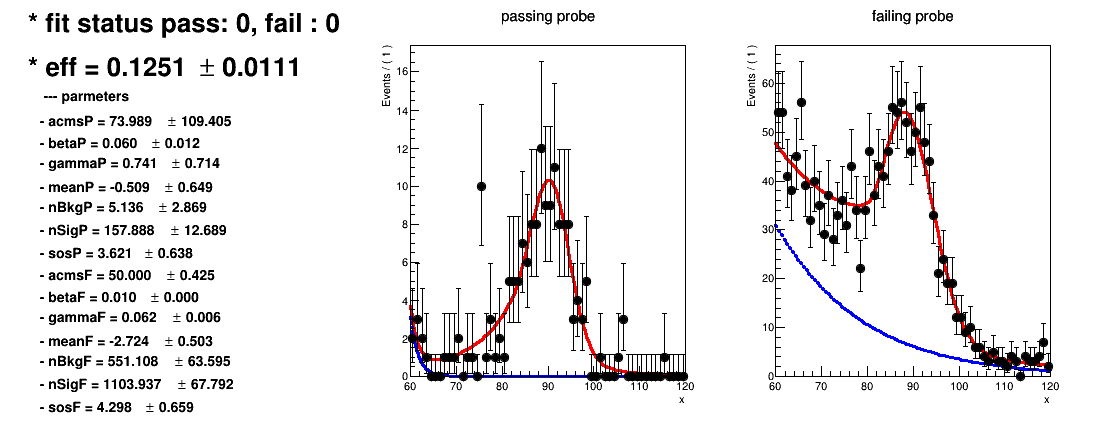 * fit status pass: 0, fail : 0
* eff = 0.1251 ± 0.0111
--- parmeters
- acmsP = 73.989 ± 109.405
- betaP = 0.060 ± 0.012
- gammaP = 0.741 ± 0.714
- meanP = -0.509 ± 0.649
- nBkgP = 5.136 ± 2.869
- nSigP = 157.888 ± 12.689
- sosP = 3.621 ± 0.638
- acmsF = 50.000 ± 0.425
- betaF = 0.010 ± 0.000
- gammaF = 0.062 ± 0.006
- meanF = -2.724 ± 0.503
- nBkgF = 551.108 ± 63.595
- nSigF = 1103.937 ± 67.792
- sosF = 4.298 ± 0.659
passing probe
Events / ( 1 )
16
14
12
10
8
6
4
2
0
60 70 80 90 100 110 120
x
failing probe
Events / ( 1 )
60
50
40
30
20
10
0
60 70 80 90 100 110 120
x